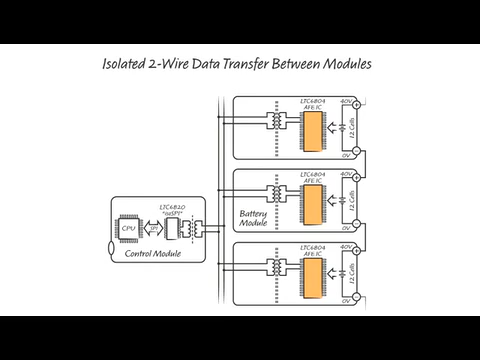 Isolated 2-Wire Data Transfer Between Modules
LTC6804
AFE IC
40V
12 Cells
0V
LTC6820
"isoSPI"
CPU
SPI
Control Module
Battery
Module
LTC6804
AFE IC
40V
12 Cells
0V
LTC6804
AFE IC
40V
12 Cells
0V